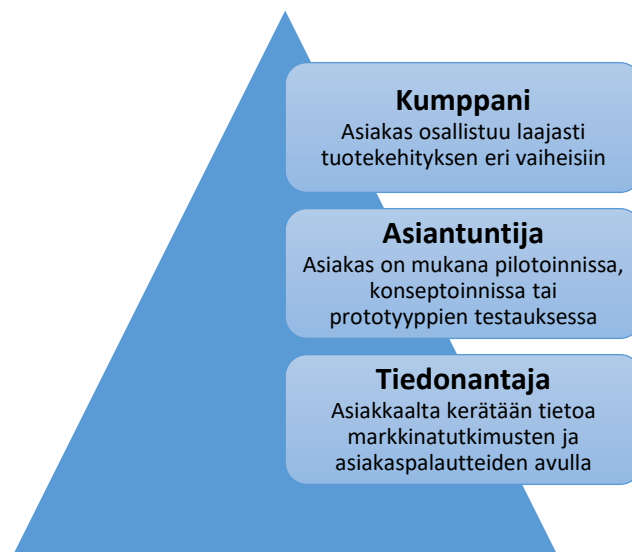 Kumppani
Asiakas osallistuu laajasti
tuotekehityksen eri vaiheisiin
Asiantuntija
Asiakas on mukana pilotoinnissa,
konseptoinnissa tai
prototyyppien testauksessa
Tiedonantaja
Asiakkaalta kerätään tietoa
markkinatutkimusten ja
asiakaspalautteiden avulla